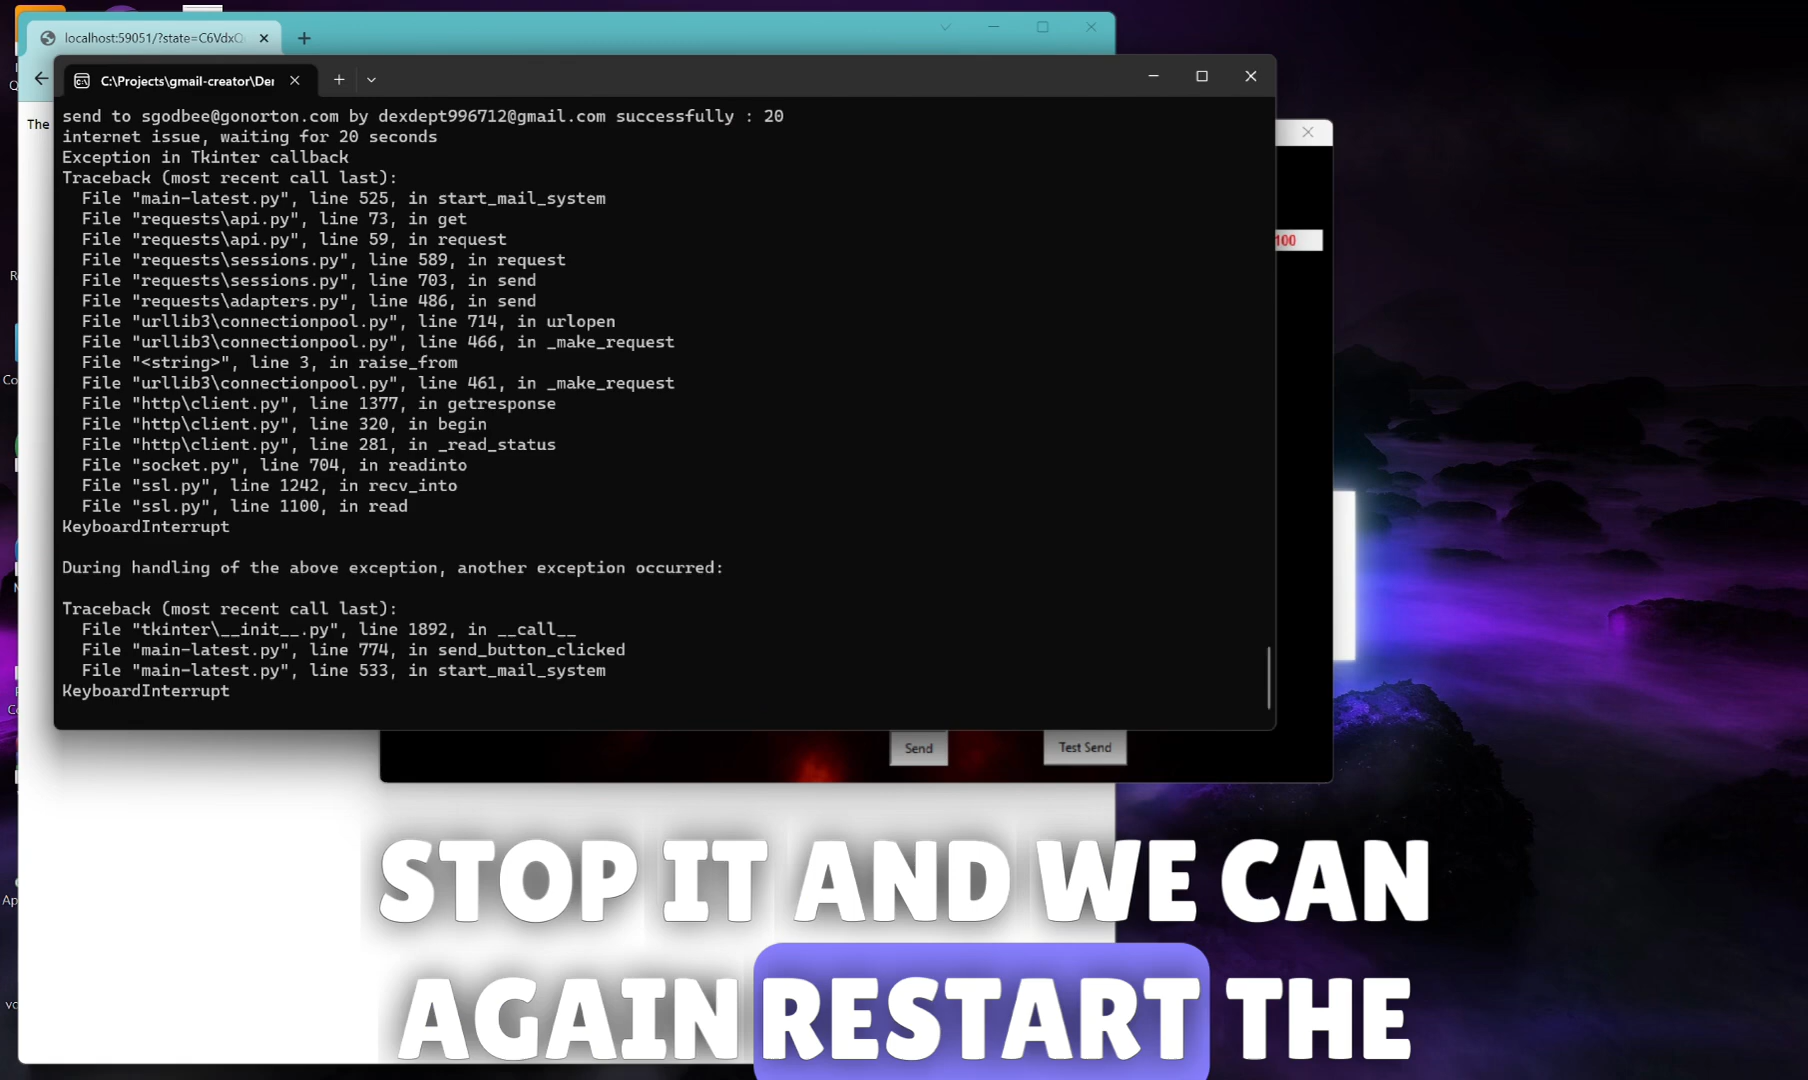 localhost:59051/?state=C6VdxQ
C:\Projects\gmail-creator\Der
The
send to sgodbee@gonorton.com by dexdept996712@gmail.com successfully : 20
internet issue, waiting for 20 seconds
Exception in Tkinter callback
Traceback (most recent call last):
File "main-latest.py", line 525, in start_mail_system
File "requests\api.py", line 73, in get
File "requests\api.py", line 59, in request
File "requests\sessions.py", line 589, in request
File "requests\sessions.py", line 703, in send
File "requests\adapters.py", line 486, in send
File "urllib3\connectionpool.py", line 714, in urlopen
File "urllib3\connectionpool.py", line 466, in _make_request
File "<string>", line 3, in raise_from
File "urllib3\connectionpool.py", line 461, in _make_request
File "http\client.py", line 1377, in getresponse
File "http\client.py", line 320, in begin
File "http\client.py", line 281, in _read_status
File "socket.py", line 704, in readinto
File "ssl.py", line 1242, in recv_into
File "ssl.py", line 1100, in read
KeyboardInterrupt
During handling of the above exception, another exception occurred:
Traceback (most recent call last):
File "tkinter\__init__.py", line 1892, in __call__
File "main-latest.py", line 774, in send_button_clicked
File "main-latest.py", line 533, in start_mail_system
KeyboardInterrupt
100
Send
Test Send
STOP IT AND WE CAN
AGAIN RESTART THE